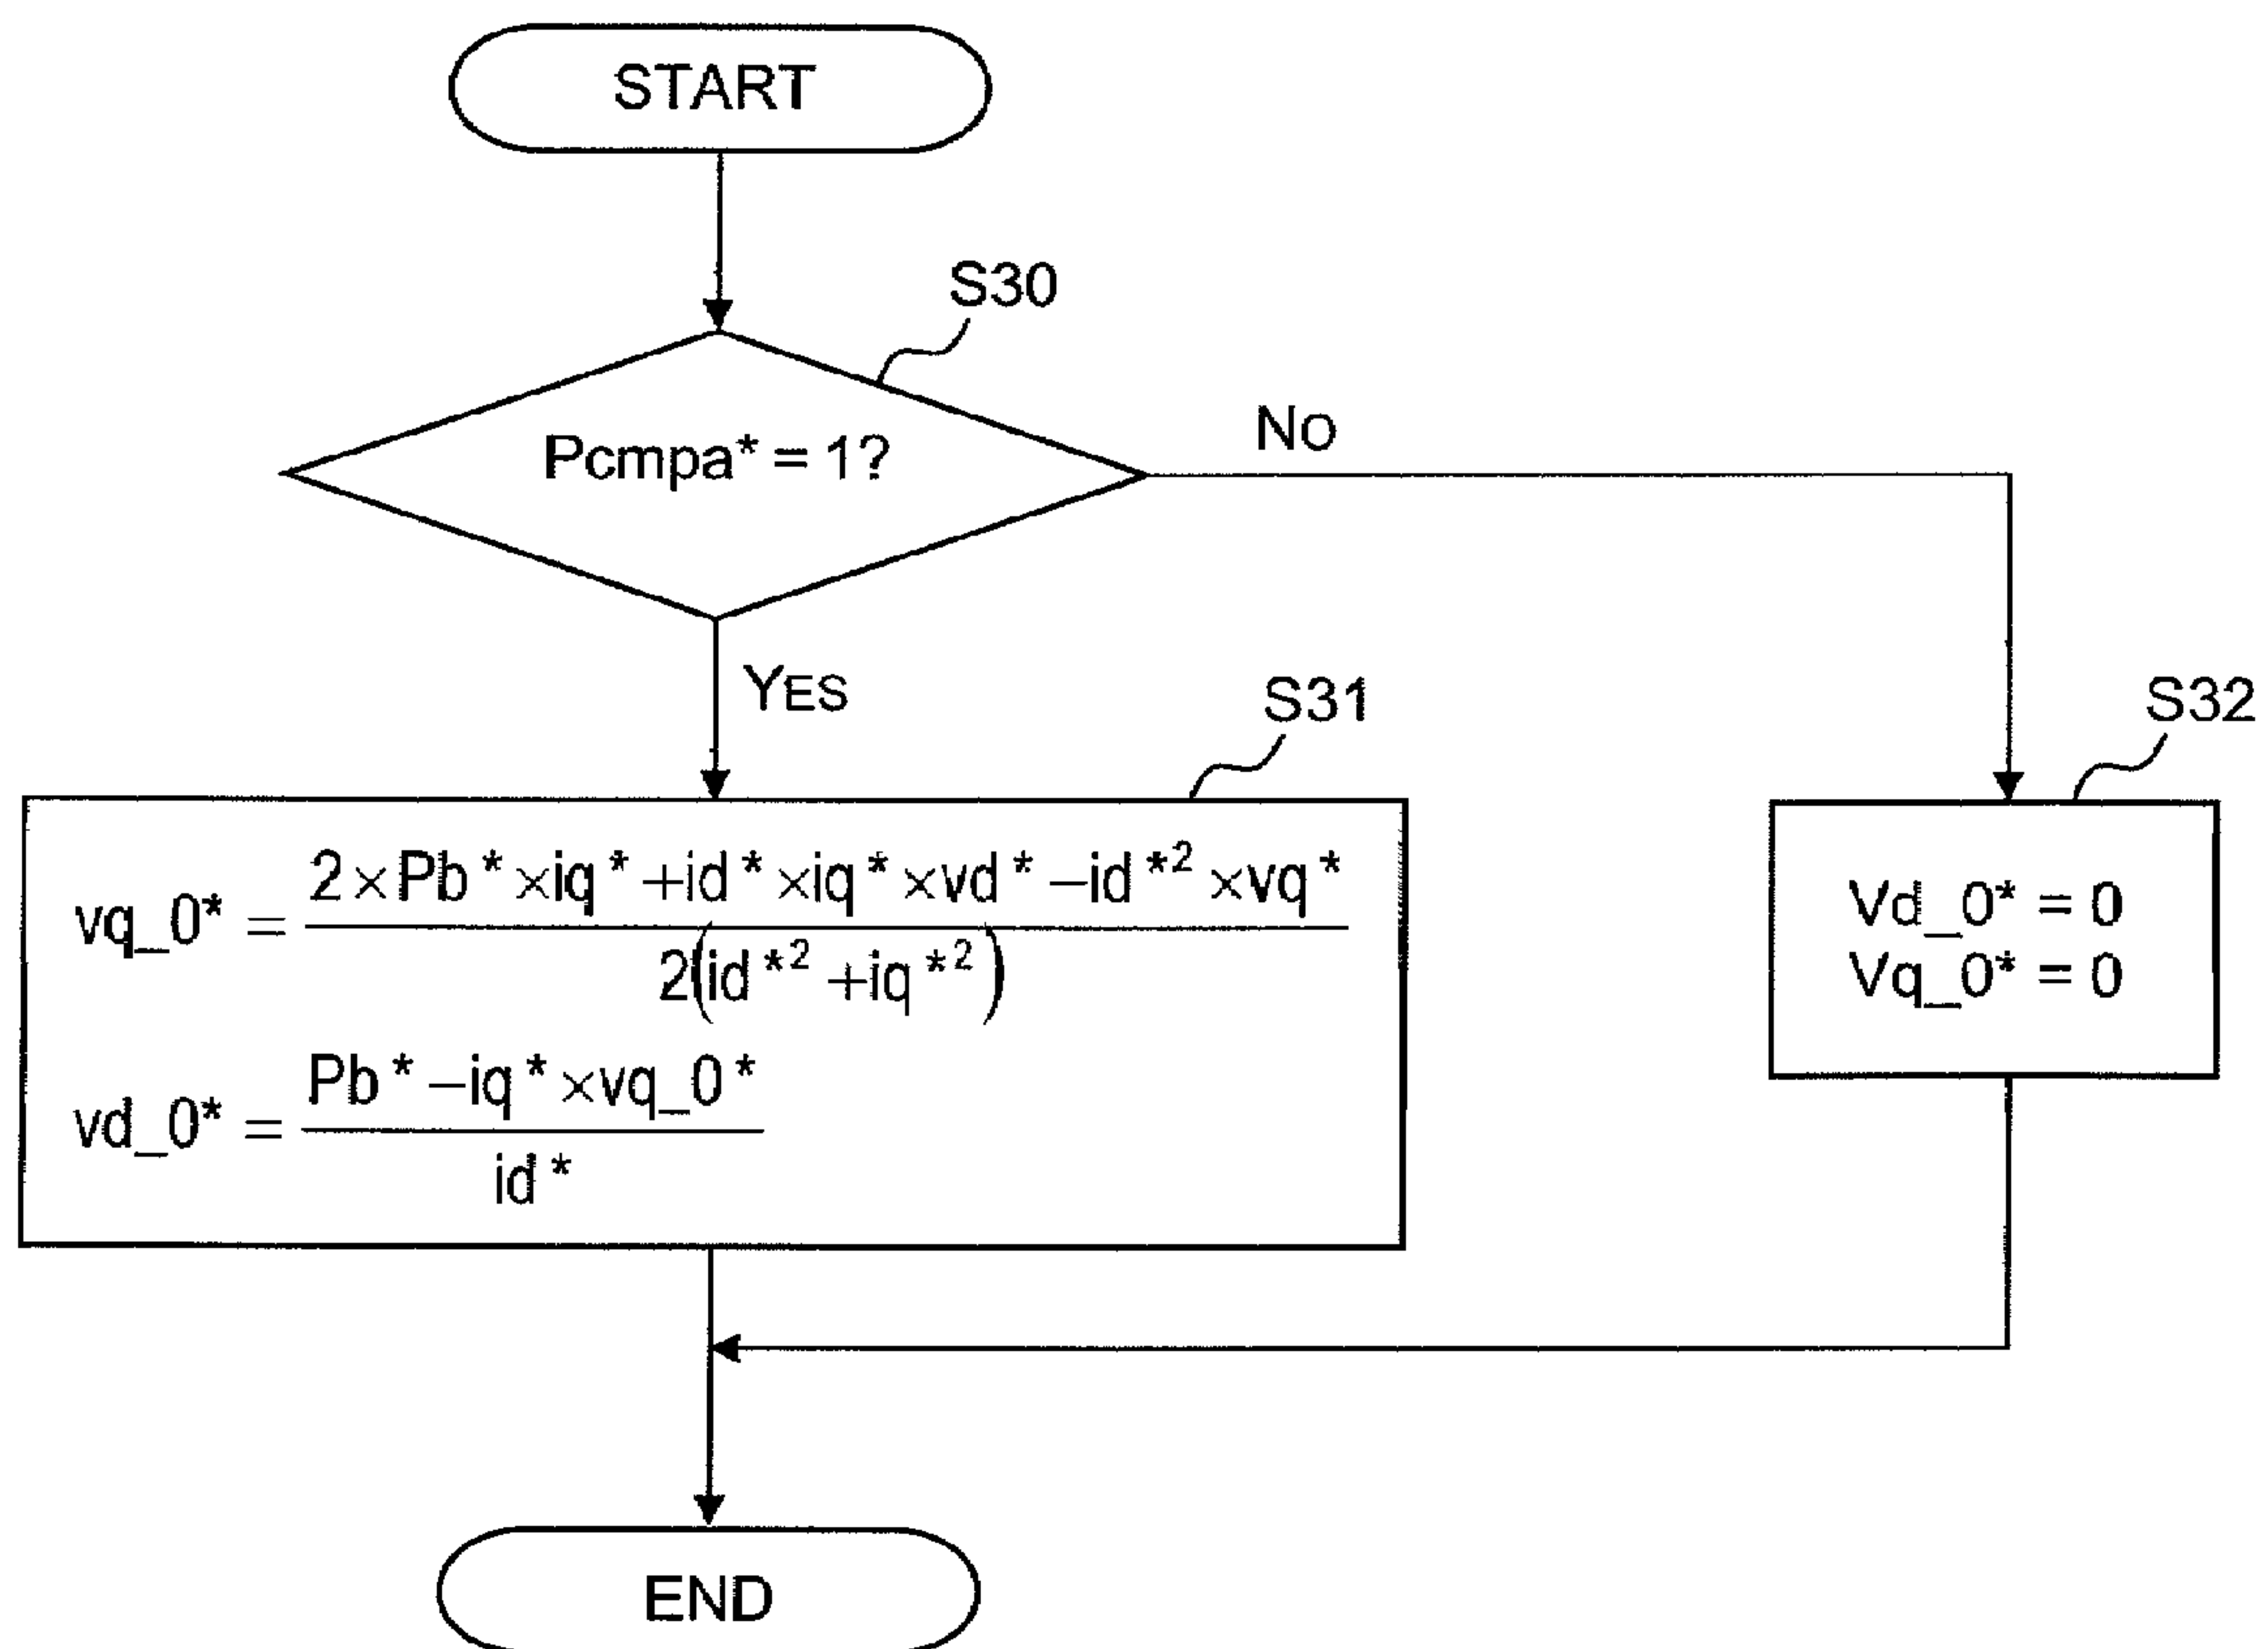 START
S30
Pcmpa* = 1?
NO
YES
S31
S32
vq_0* = (2×Pb*×iq*+id*×iq*×vd*−id*²×vq*) / 2(id*²+iq*²)
vd_0* = (Pb*−iq*×vq_0*) / id*
Vd_0* = 0
Vq_0* = 0
END